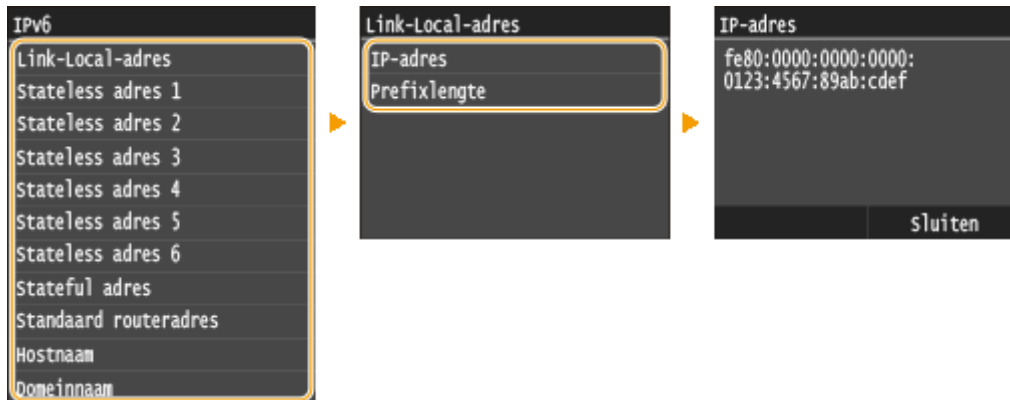 IPv6
Link-Local-adres
Stateless adres 1
Stateless adres 2
Stateless adres 3
Stateless adres 4
Stateless adres 5
Stateless adres 6
Stateful adres
Standaard routeradres
Hostnaam
Domeinnaam
Link-Local-adres
IP-adres
Prefixlengte
IP-adres
fe80:0000:0000:0000:
0123:4567:89ab:cdef
Sluiten